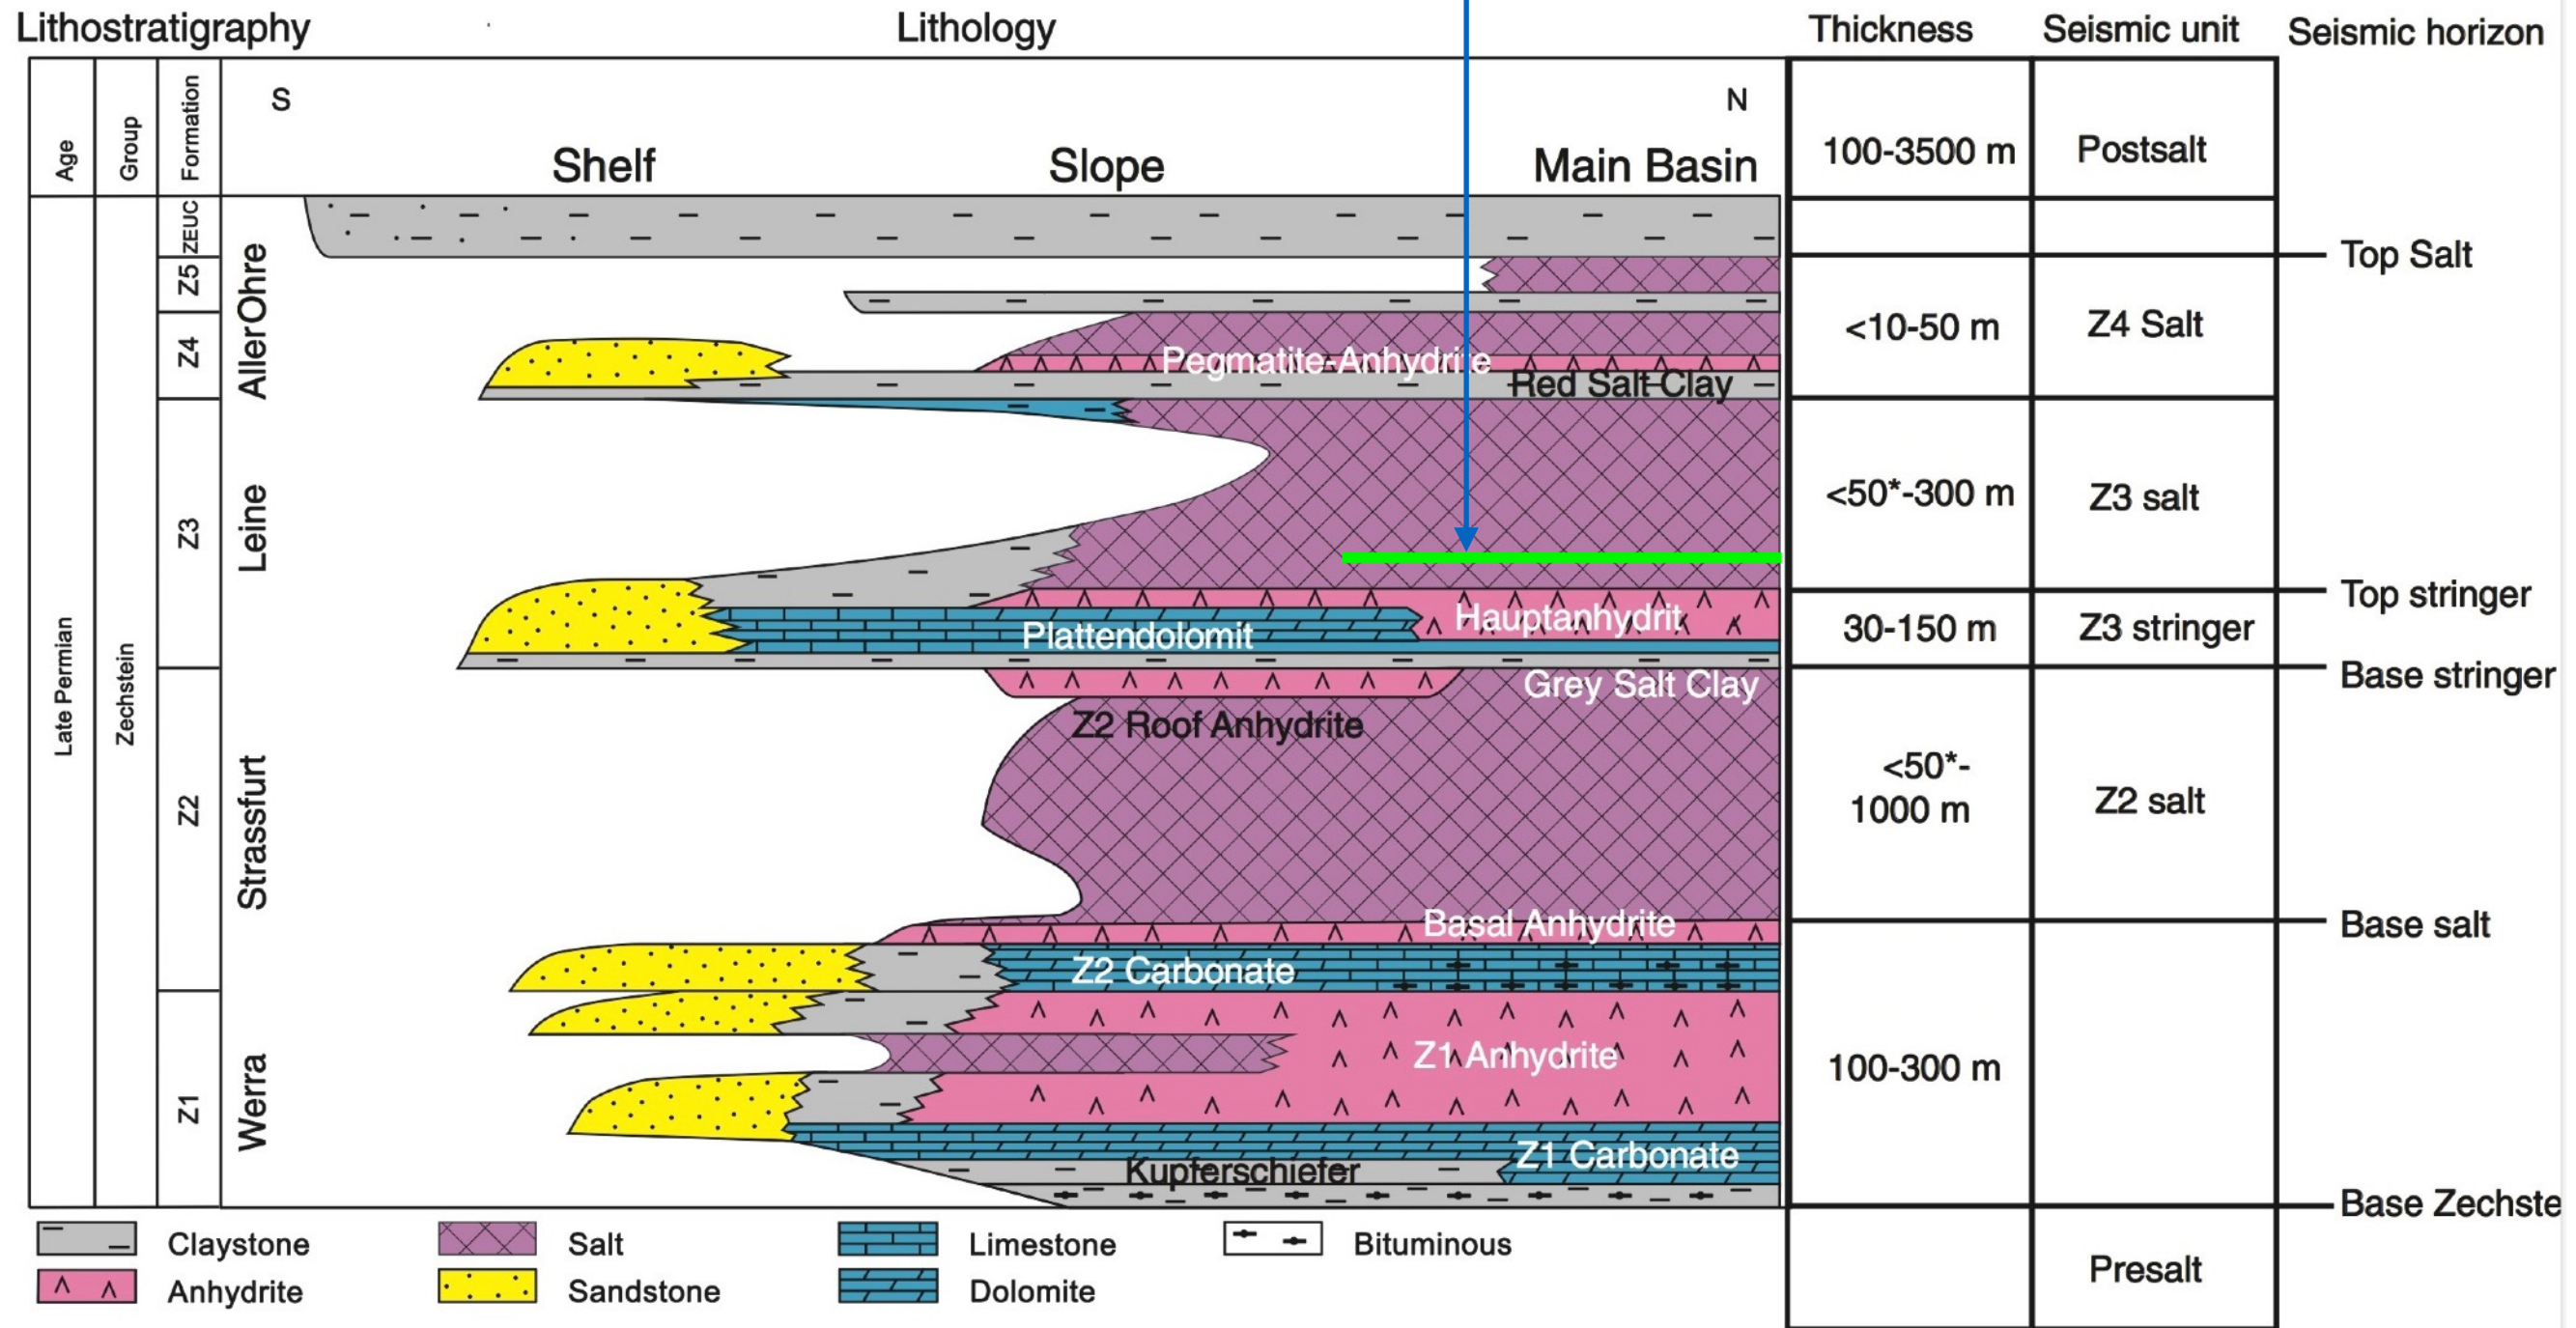 Lithostratigraphy
Lithology
Thickness
Seismic unit
Seismic horizon
Age
Group
Formation
S
N
Shelf
Slope
Main Basin
100-3500 m
Postsalt
Late Permian
Zechstein
ZEUC
Z5
Z4
Z3
Z2
Z1
Ohre
Aller
Leine
Strassfurt
Werra
Pegmatite-Anhydrite
Red Salt Clay
Hauptanhydrit
Plattendolomit
Grey Salt Clay
Z2 Roof Anhydrite
Basal Anhydrite
Z2 Carbonate
Z1 Anhydrite
Z1 Carbonate
Kupferschiefer
Top Salt
<10-50 m
Z4 Salt
<50*-300 m
Z3 salt
Top stringer
30-150 m
Z3 stringer
Base stringer
<50*-
1000 m
Z2 salt
Base salt
100-300 m
Base Zechste
Presalt
Claystone
Salt
Limestone
Bituminous
Anhydrite
Sandstone
Dolomite